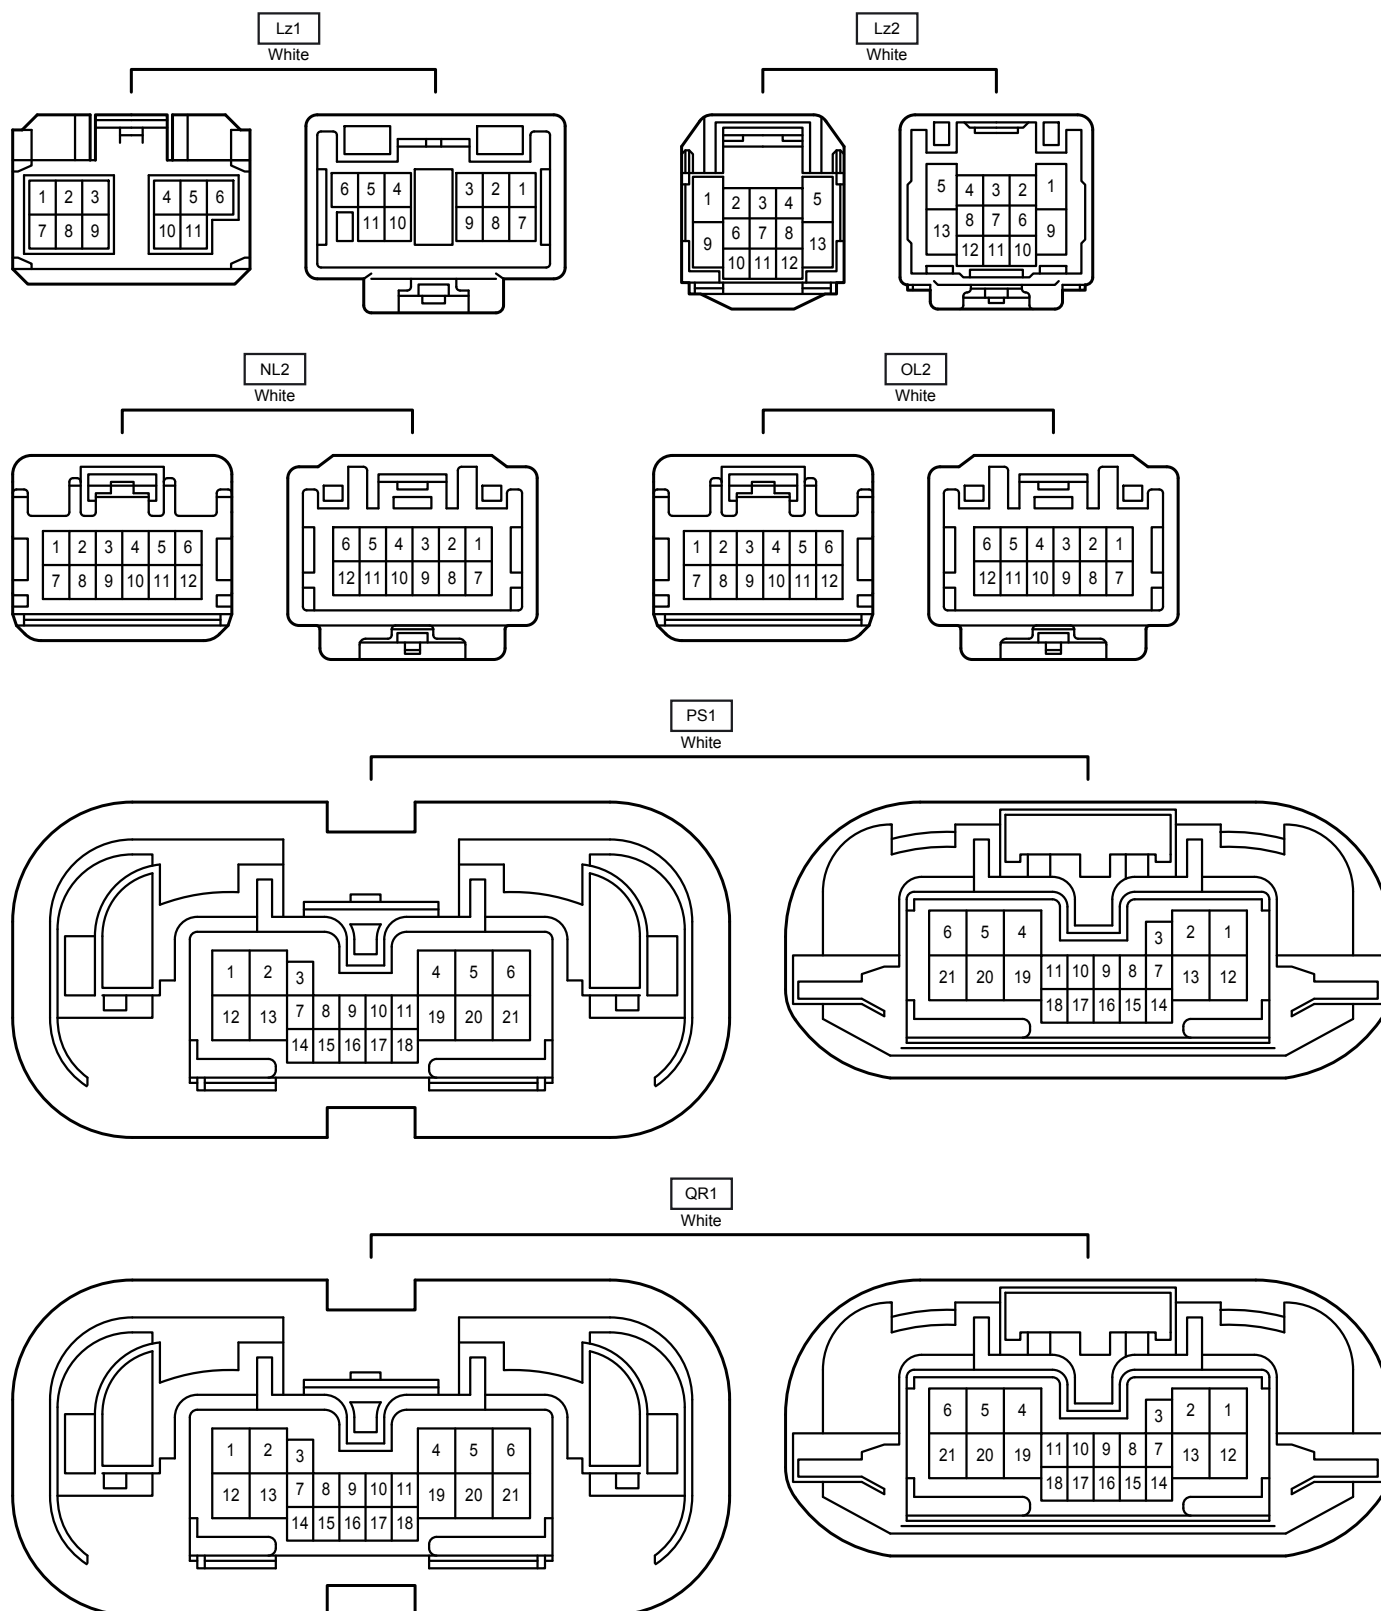 Lz1
White
1 2 3 4 5 6
7 8 9 10 11
6 5 4 3 2 1
11 10 9 8 7
Lz2
White
1 2 3 4 5
6 7 8
9 13
10 11 12
5 4 3 2 1
8 7 6
13 9
12 11 10
NL2
White
1 2 3 4 5 6
7 8 9 10 11 12
6 5 4 3 2 1
12 11 10 9 8 7
OL2
White
1 2 3 4 5 6
7 8 9 10 11 12
6 5 4 3 2 1
12 11 10 9 8 7
PS1
White
1 2 3 4 5 6
12 13 7 8 9 10 11 19 20 21
14 15 16 17 18
6 5 4 3 2 1
21 20 19 11 10 9 8 7 13 12
18 17 16 15 14
QR1
White
1 2 3 4 5 6
12 13 7 8 9 10 11 19 20 21
14 15 16 17 18
6 5 4 3 2 1
21 20 19 11 10 9 8 7 13 12
18 17 16 15 14